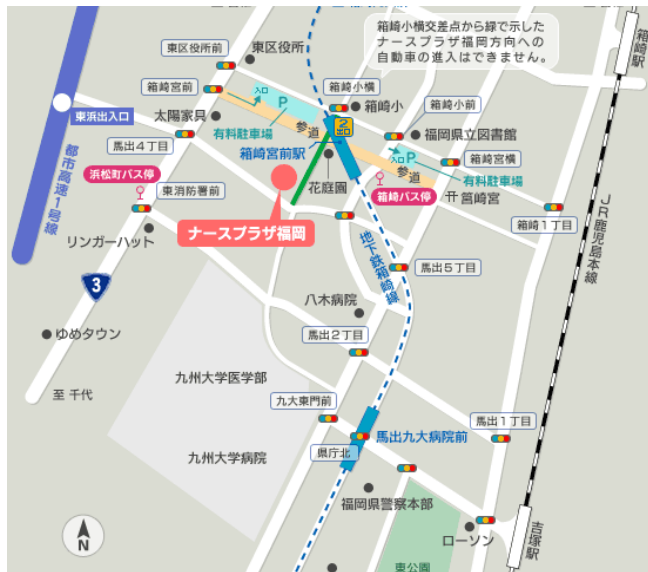 箱崎小横交差点から緑で示した
ナースプラザ福岡方向への
自動車の進入はできません。
箱崎駅
東区役所前
東区役所
箱崎宮前
入口
P
箱崎小横
箱崎小
箱崎小前
太陽家具
有料駐車場
参道
2
出口
福岡県立図書館
東浜出入口
馬出4丁目
箱崎宮前駅
入口
P
箱崎宮横
浜松町バス停
東消防署前
花庭園
参道
有料駐車場
箱崎バス停
筥崎宮
都市高速1号線
箱崎1丁目
JR鹿児島本線
リンガーハット
ナースプラザ福岡
地下鉄箱崎線
馬出5丁目
3
八木病院
ゆめタウン
馬出2丁目
九州大学医学部
至 千代
九大東門前
馬出1丁目
馬出九大病院前
県庁北
九州大学病院
福岡県警察本部
ローソン
吉塚駅
N
東公園